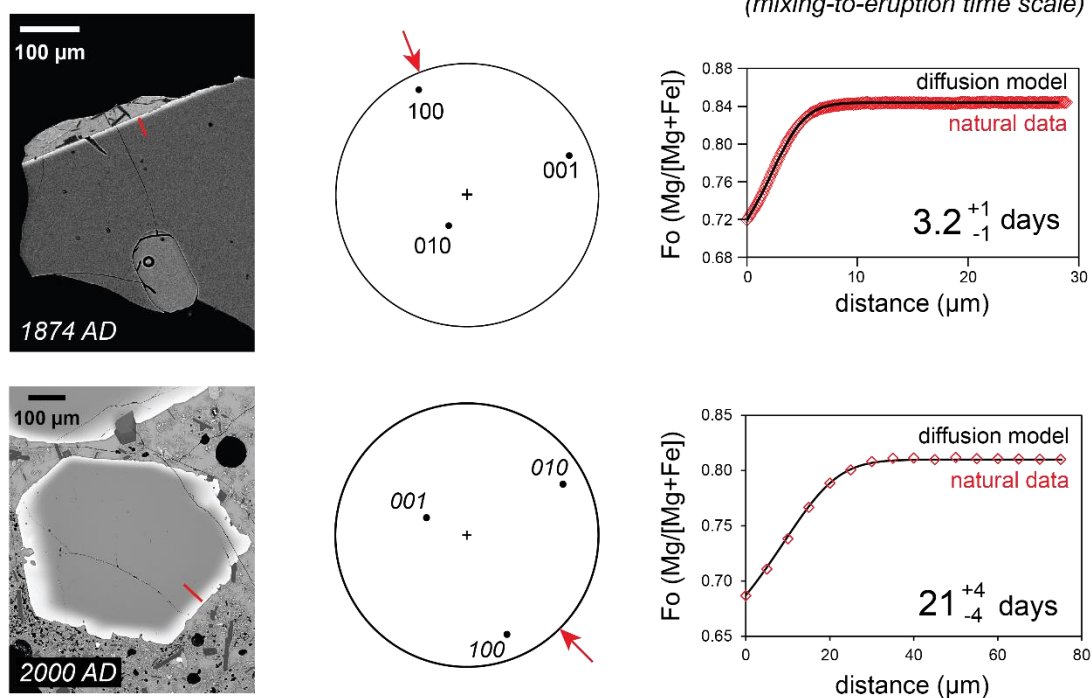 (mixing-to-eruption time scale)
100 µm
1874 AD
100
001
010
Fo (Mg/[Mg+Fe])
0.88
0.84
0.80
0.76
0.72
0.68
diffusion model
natural data
3.2 +1 -1 days
0 10 20 30
distance (µm)
100 µm
2000 AD
010
001
100
Fo (Mg/[Mg+Fe])
0.85
0.80
0.75
0.70
0.65
diffusion model
natural data
21 +4 -4 days
0 20 40 60 80
distance (µm)